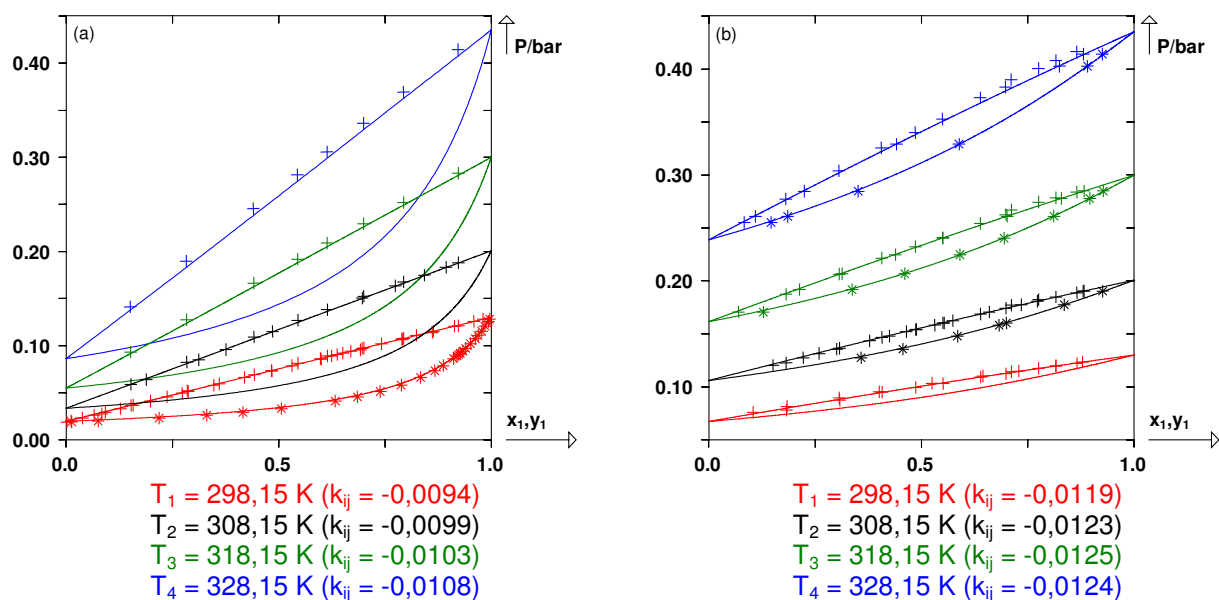 (a)
P/bar
0.40
0.30
0.20
0.10
0.00
x₁,y₁
0.0
0.5
1.0
T₁ = 298,15 K (kᵢⱼ = -0,0094)
T₂ = 308,15 K (kᵢⱼ = -0,0099)
T₃ = 318,15 K (kᵢⱼ = -0,0103)
T₄ = 328,15 K (kᵢⱼ = -0,0108)
(b)
P/bar
0.40
0.30
0.20
0.10
x₁,y₁
0.0
0.5
1.0
T₁ = 298,15 K (kᵢⱼ = -0,0119)
T₂ = 308,15 K (kᵢⱼ = -0,0123)
T₃ = 318,15 K (kᵢⱼ = -0,0125)
T₄ = 328,15 K (kᵢⱼ = -0,0124)